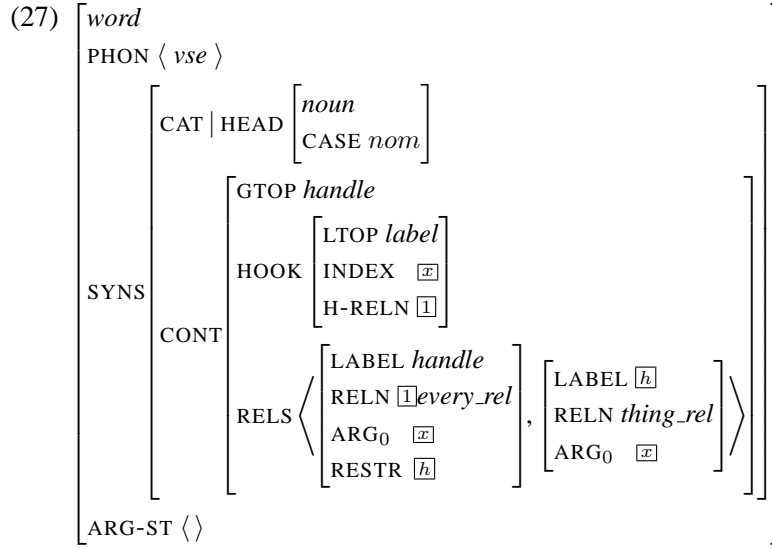 (27)
word
PHON ⟨ vse ⟩
SYNS
CAT | HEAD
noun
CASE nom
CONT
GTOP handle
HOOK
LTOP label
INDEX x
H-RELN 1
RELS
LABEL handle
RELN 1 every_rel
ARG₀ x
RESTR h
,
LABEL h
RELN thing_rel
ARG₀ x
ARG-ST ⟨⟩